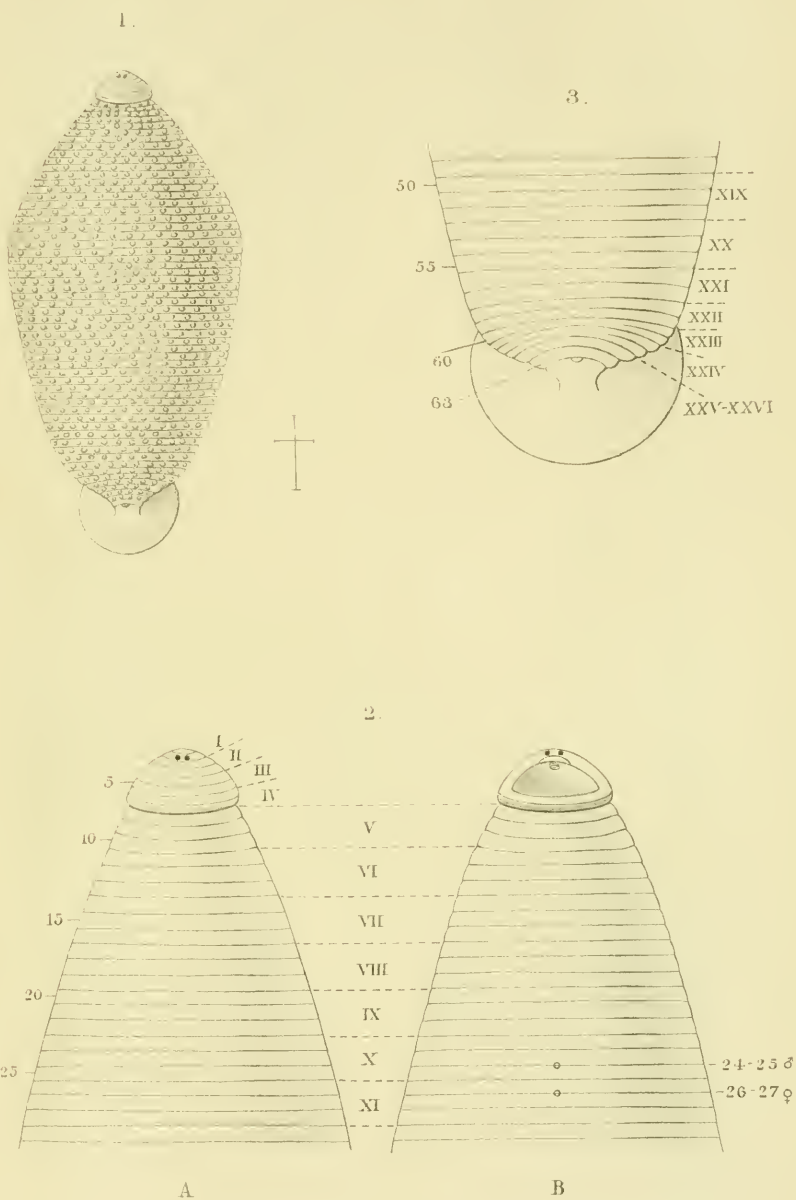 1.
3.
50
XIX
XX
55
XXI
XXII
XXIII
60
XXIV
63
XXV-XXVI
2.
I
II
III
5
IV
V
10
VI
15
VII
VIII
20
IX
X
24-25 ♂
25
26-27 ♀
XI
A
B